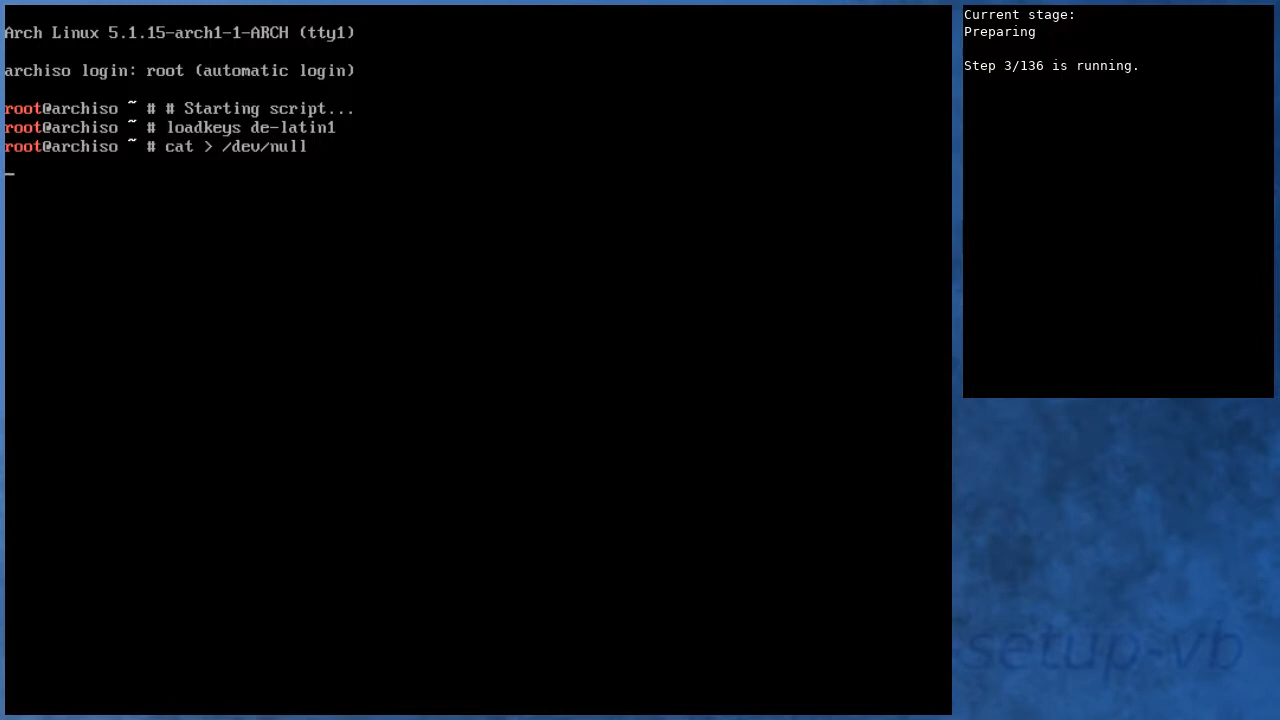 Arch Linux 5.1.15-arch1-1-ARCH (tty1)
archiso login: root (automatic login)
root@archiso ~ # # Starting script...
root@archiso ~ # loadkeys de-latin1
root@archiso ~ # cat > /dev/null
Current stage:
Preparing
Step 3/136 is running.
-setup-vb